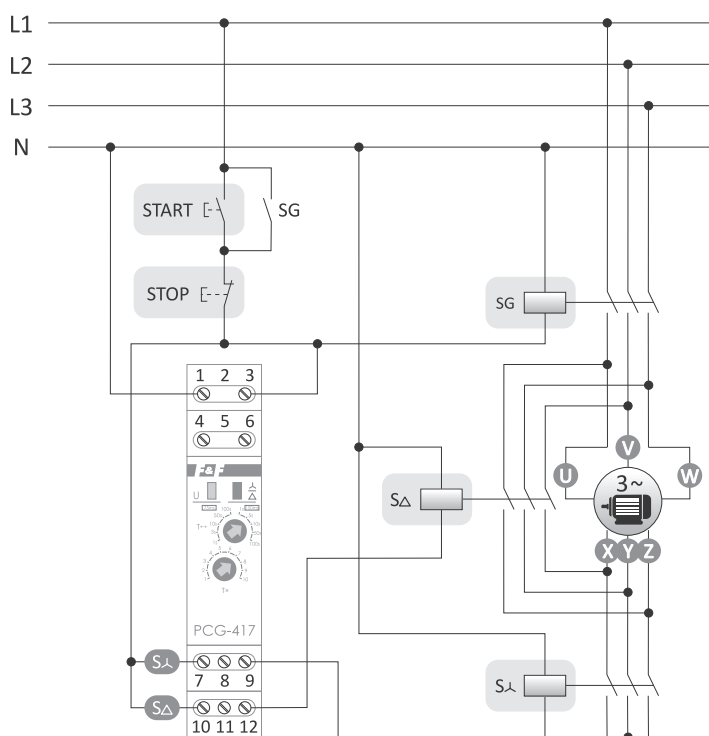 L1
L2
L3
N
START
SG
STOP
SG
1 2 3
4 5 6
F&F
U
V
U
W
3~
S△
T×
X Y Z
PCG-417
S⅄
7 8 9
S⅄
S△
10 11 12